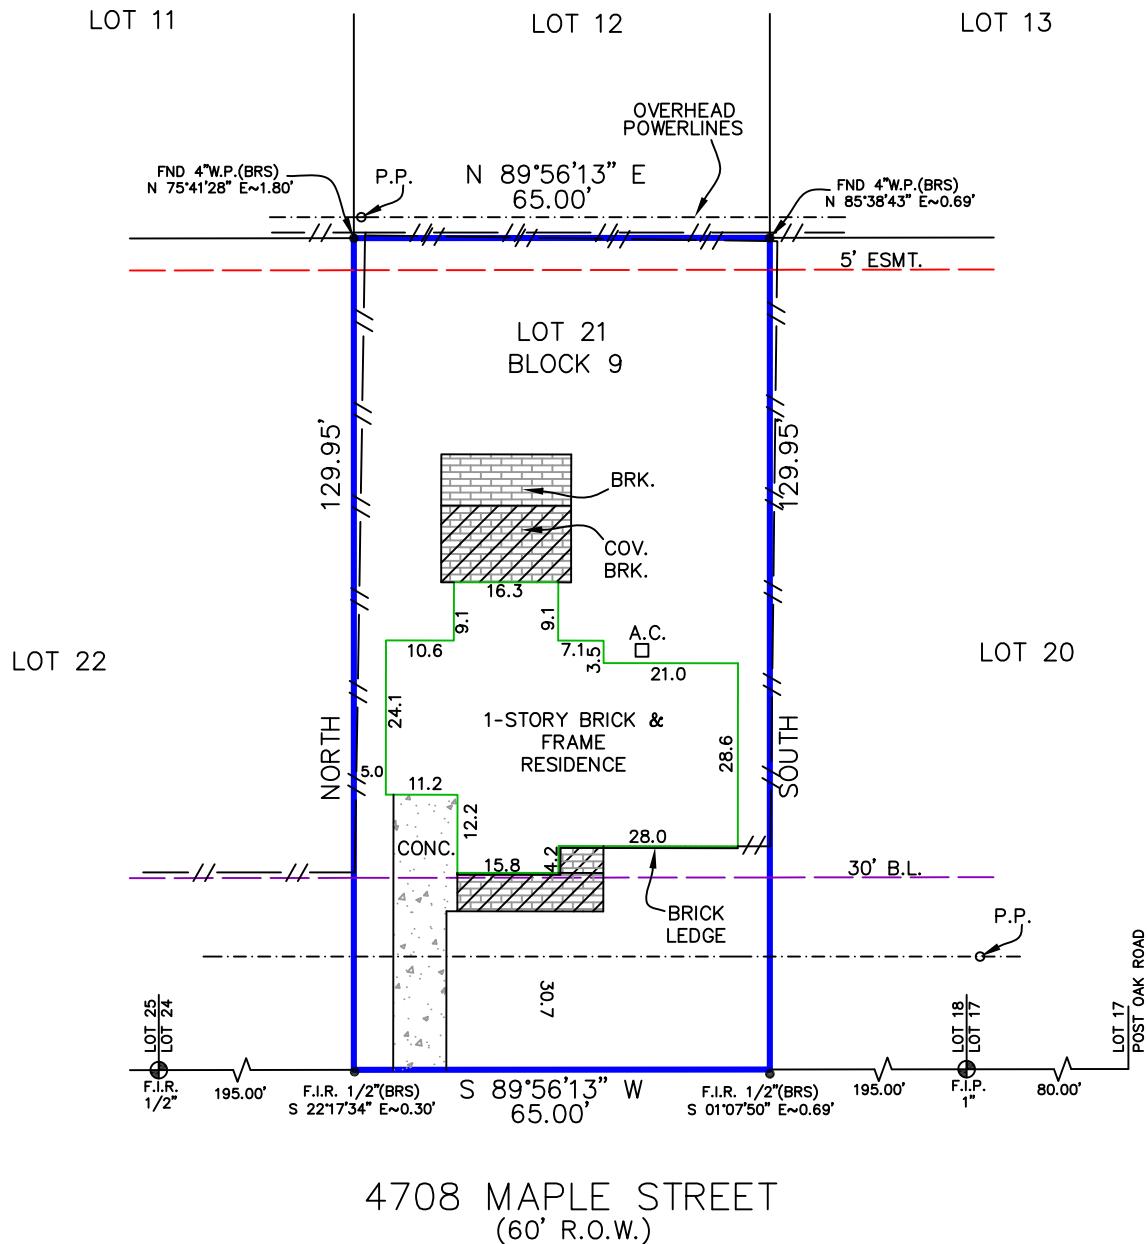 LOT 11
LOT 12
LOT 13
OVERHEAD
POWERLINES
FND 4"W.P.(BRS)
N 75°41'28" E~1.80'
P.P.
N 89°56'13" E
65.00'
FND 4"W.P.(BRS)
N 85°38'43" E~0.69'
5' ESMT.
LOT 21
BLOCK 9
129.95'
129.95'
BRK.
COV.
BRK.
16.3
9.1
9.1
10.6
7.1
3.5
A.C.
21.0
LOT 22
LOT 20
24.1
1-STORY BRICK &
FRAME
RESIDENCE
28.6
NORTH
SOUTH
5.0
11.2
12.2
CONC.
15.8
4.2
28.0
30' B.L.
BRICK
LEDGE
P.P.
30.7
LOT 25
LOT 24
LOT 18
LOT 17
LOT 17
POST OAK ROAD
F.I.R.
1/2"
195.00'
F.I.R. 1/2"(BRS)
S 22°17'34" E~0.30'
S 89°56'13" W
65.00'
F.I.R. 1/2"(BRS)
S 01°07'50" E~0.69'
195.00'
F.I.P.
1"
80.00'
4708 MAPLE STREET
(60' R.O.W.)